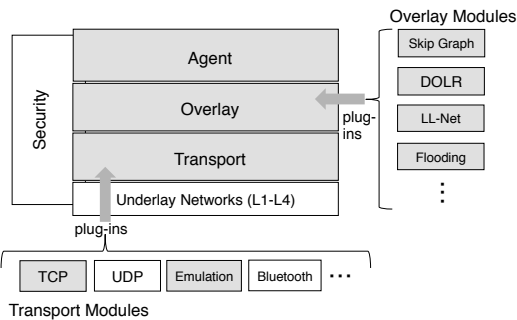 Overlay Modules
Skip Graph
DOLR
LL-Net
Flooding
Security
Agent
Overlay
Transport
Underlay Networks (L1-L4)
plug-
ins
plug-ins
TCP
UDP
Emulation
Bluetooth
Transport Modules